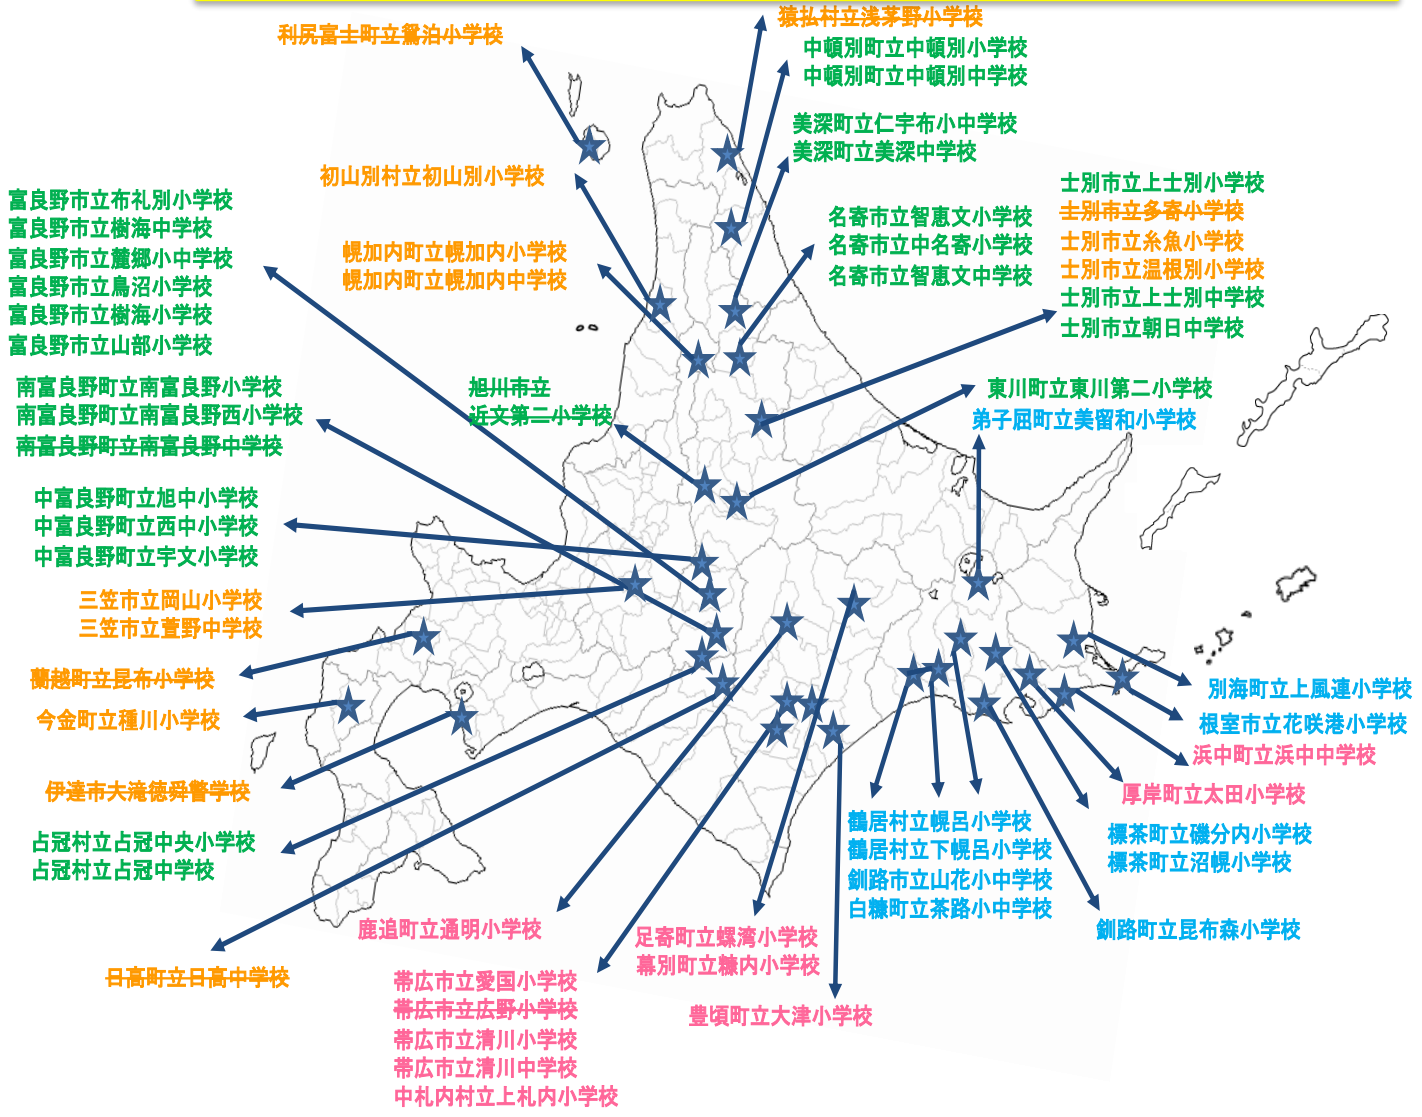 利尻富士町立鴛泊小学校
猿払村立浅茅野小学校
中頓別町立中頓別小学校
中頓別町立中頓別中学校
美深町立仁宇布小中学校
美深町立美深中学校
初山別村立初山別小学校
富良野市立布礼別小学校
富良野市立樹海中学校
富良野市立麓郷小中学校
富良野市立鳥沼小学校
富良野市立樹海小学校
富良野市立山部小学校
幌加内町立幌加内小学校
幌加内町立幌加内中学校
名寄市立智恵文小学校
名寄市立中名寄小学校
名寄市立智恵文中学校
士別市立上士別小学校
士別市立多寄小学校
士別市立糸魚小学校
士別市立温根別小学校
士別市立上士別中学校
士別市立朝日中学校
南富良野町立南富良野小学校
南富良野町立南富良野西小学校
南富良野町立南富良野中学校
旭川市立
近文第二小学校
東川町立東川第二小学校
弟子屈町立美留和小学校
中富良野町立旭中小学校
中富良野町立西中小学校
中富良野町立宇文小学校
三笠市立岡山小学校
三笠市立萱野中学校
蘭越町立昆布小学校
今金町立種川小学校
伊達市大滝徳舜瞥学校
占冠村立占冠中央小学校
占冠村立占冠中学校
日高町立日高中学校
別海町立上風連小学校
根室市立花咲港小学校
浜中町立浜中中学校
厚岸町立太田小学校
標茶町立磯分内小学校
標茶町立沼幌小学校
釧路町立昆布森小学校
鶴居村立幌呂小学校
鶴居村立下幌呂小学校
釧路市立山花小中学校
白糠町立茶路小中学校
鹿追町立通明小学校
足寄町立螺湾小学校
幕別町立糠内小学校
豊頃町立大津小学校
帯広市立愛国小学校
帯広市立広野小学校
帯広市立清川小学校
帯広市立清川中学校
中札内村立上札内小学校